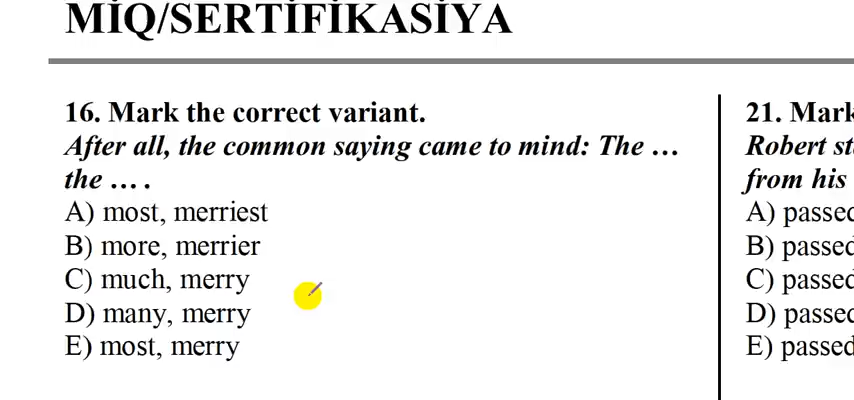 MİQ/SERTİFİKASİYA
16. Mark the correct variant.
After all, the common saying came to mind: The …
the … .
A) most, merriest
B) more, merrier
C) much, merry
D) many, merry
E) most, merry
21. Mark
Robert st
from his
A) passed
B) passed
C) passed
D) passed
E) passed